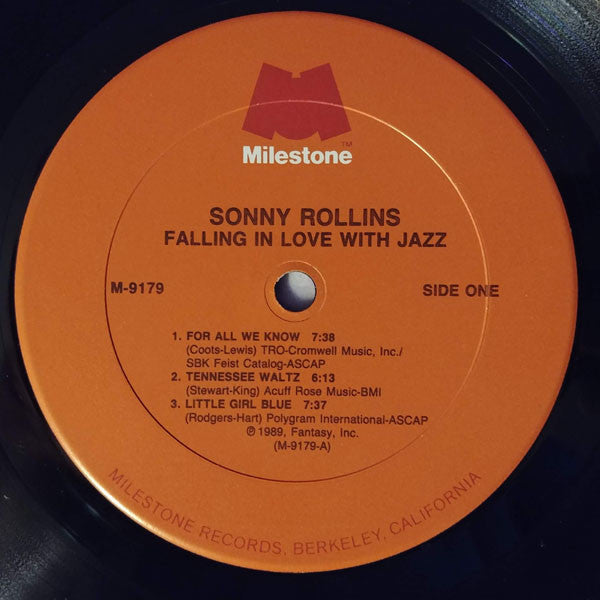 TM
Milestone
SONNY ROLLINS
FALLING IN LOVE WITH JAZZ
M-9179
SIDE ONE
1. FOR ALL WE KNOW 7:38
(Coots-Lewis) TRO-Cromwell Music, Inc./
SBK Feist Catalog-ASCAP
2. TENNESSEE WALTZ 6:13
(Stewart-King) Acuff Rose Music-BMI
3. LITTLE GIRL BLUE 7:37
(Rodgers-Hart) Polygram International-ASCAP
℗ 1989, Fantasy, Inc.
(M-9179-A)
MILESTONE RECORDS, BERKELEY, CALIFORNIA